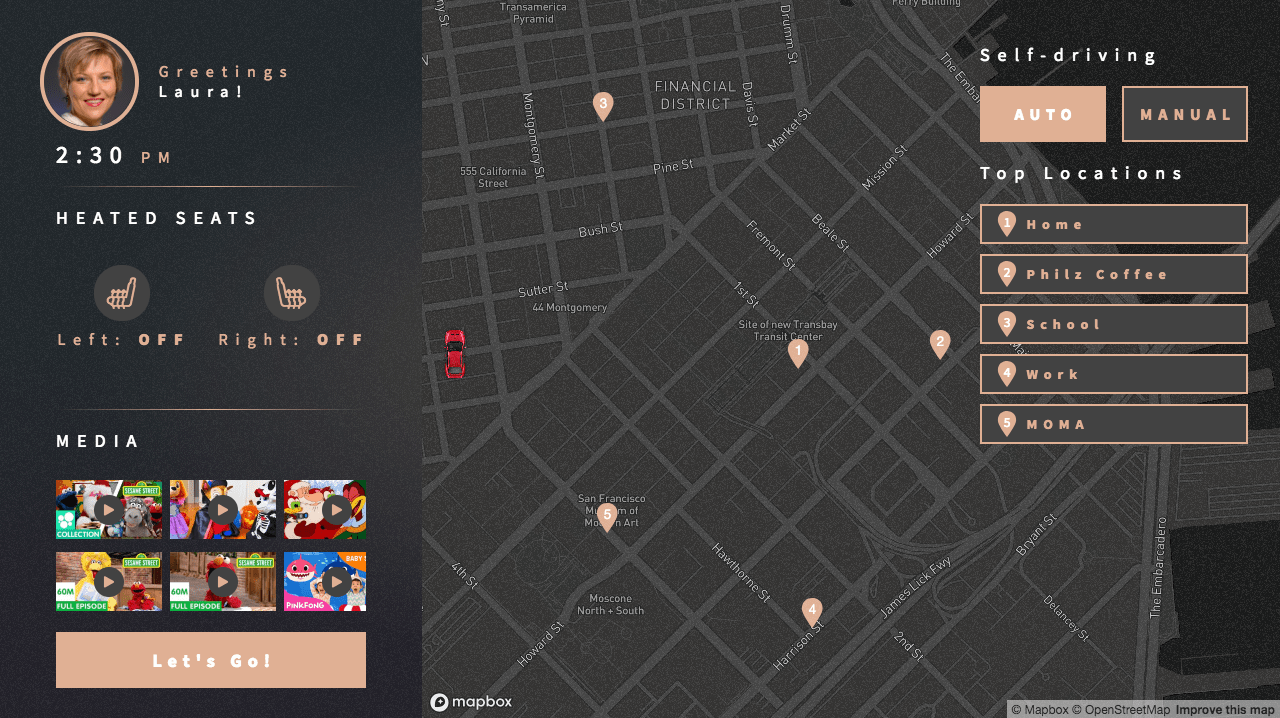 Greetings
Laura!
2:30 PM
HEATED SEATS
Left: OFF
Right: OFF
MEDIA
SESAME STREET
COLLECTION
SESAME STREET
60M
FULL EPISODE
SESAME STREET
60M
FULL EPISODE
BABY
PINKFONG
Let's Go!
Transamerica
Pyramid
Drumm St
Ferry Building
FINANCIAL
DISTRICT
3
Davis St
Montgomery St
Market St
555 California
Street
Pine St
Mission St
Bush St
Fremont St
Beale St
Howard St
Sutter St
44 Montgomery
1st St
Site of new Transbay
Transit Center
1
2
San Francisco
Museum of
Modern Art
5
4th St
Hawthorne St
Moscone
North + South
Howard St
4
Harrison St
James Lick Fwy
2nd St
Bryant St
Delancey St
The Embarcadero
Self-driving
AUTO
MANUAL
Top Locations
1 Home
2 Philz Coffee
3 School
4 Work
5 MOMA
mapbox
© Mapbox © OpenStreetMap Improve this map